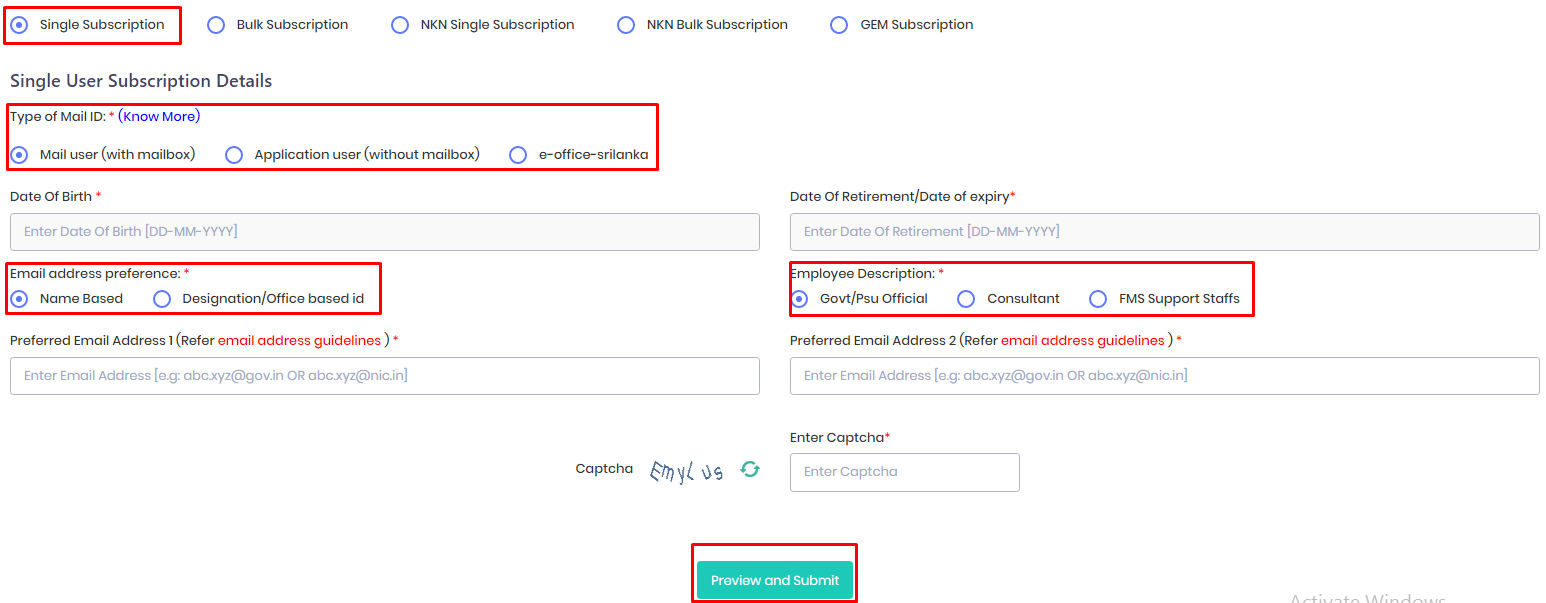 Single Subscription Bulk Subscription NKN Single Subscription NKN Bulk Subscription GEM Subscription
Single User Subscription Details
Type of Mail ID: * (Know More)
Mail user (with mailbox) Application user (without mailbox) e-office-srilanka
Date Of Birth * Date Of Retirement/Date of expiry*
Enter Date Of Birth [DD-MM-YYYY] Enter Date Of Retirement [DD-MM-YYYY]
Email address preference: * Employee Description: *
Name Based Designation/Office based id Govt/Psu Official Consultant FMS Support Staffs
Preferred Email Address 1 (Refer email address guidelines ) * Preferred Email Address 2 (Refer email address guidelines ) *
Enter Email Address [e.g: abc.xyz@gov.in OR abc.xyz@nic.in] Enter Email Address [e.g: abc.xyz@gov.in OR abc.xyz@nic.in]
Enter Captcha*
Captcha EmyLus Enter Captcha
Preview and Submit
Activate Windows